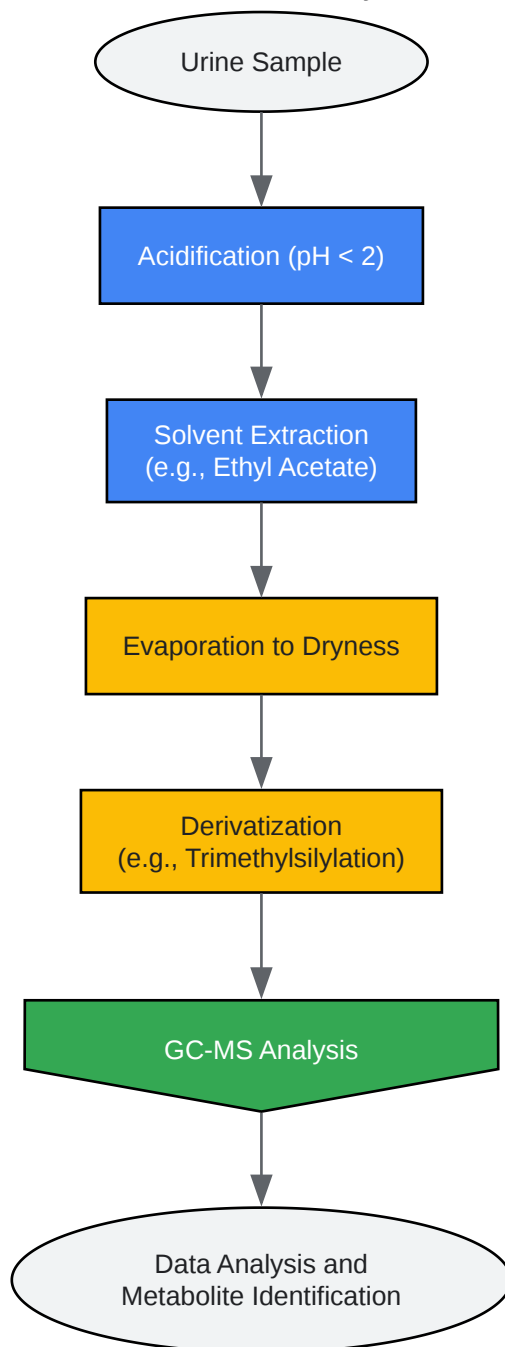 Urine Sample
Acidification (pH < 2)
Solvent Extraction
(e.g., Ethyl Acetate)
Evaporation to Dryness
Derivatization
(e.g., Trimethylsilylation)
GC-MS Analysis
Data Analysis and
Metabolite Identification